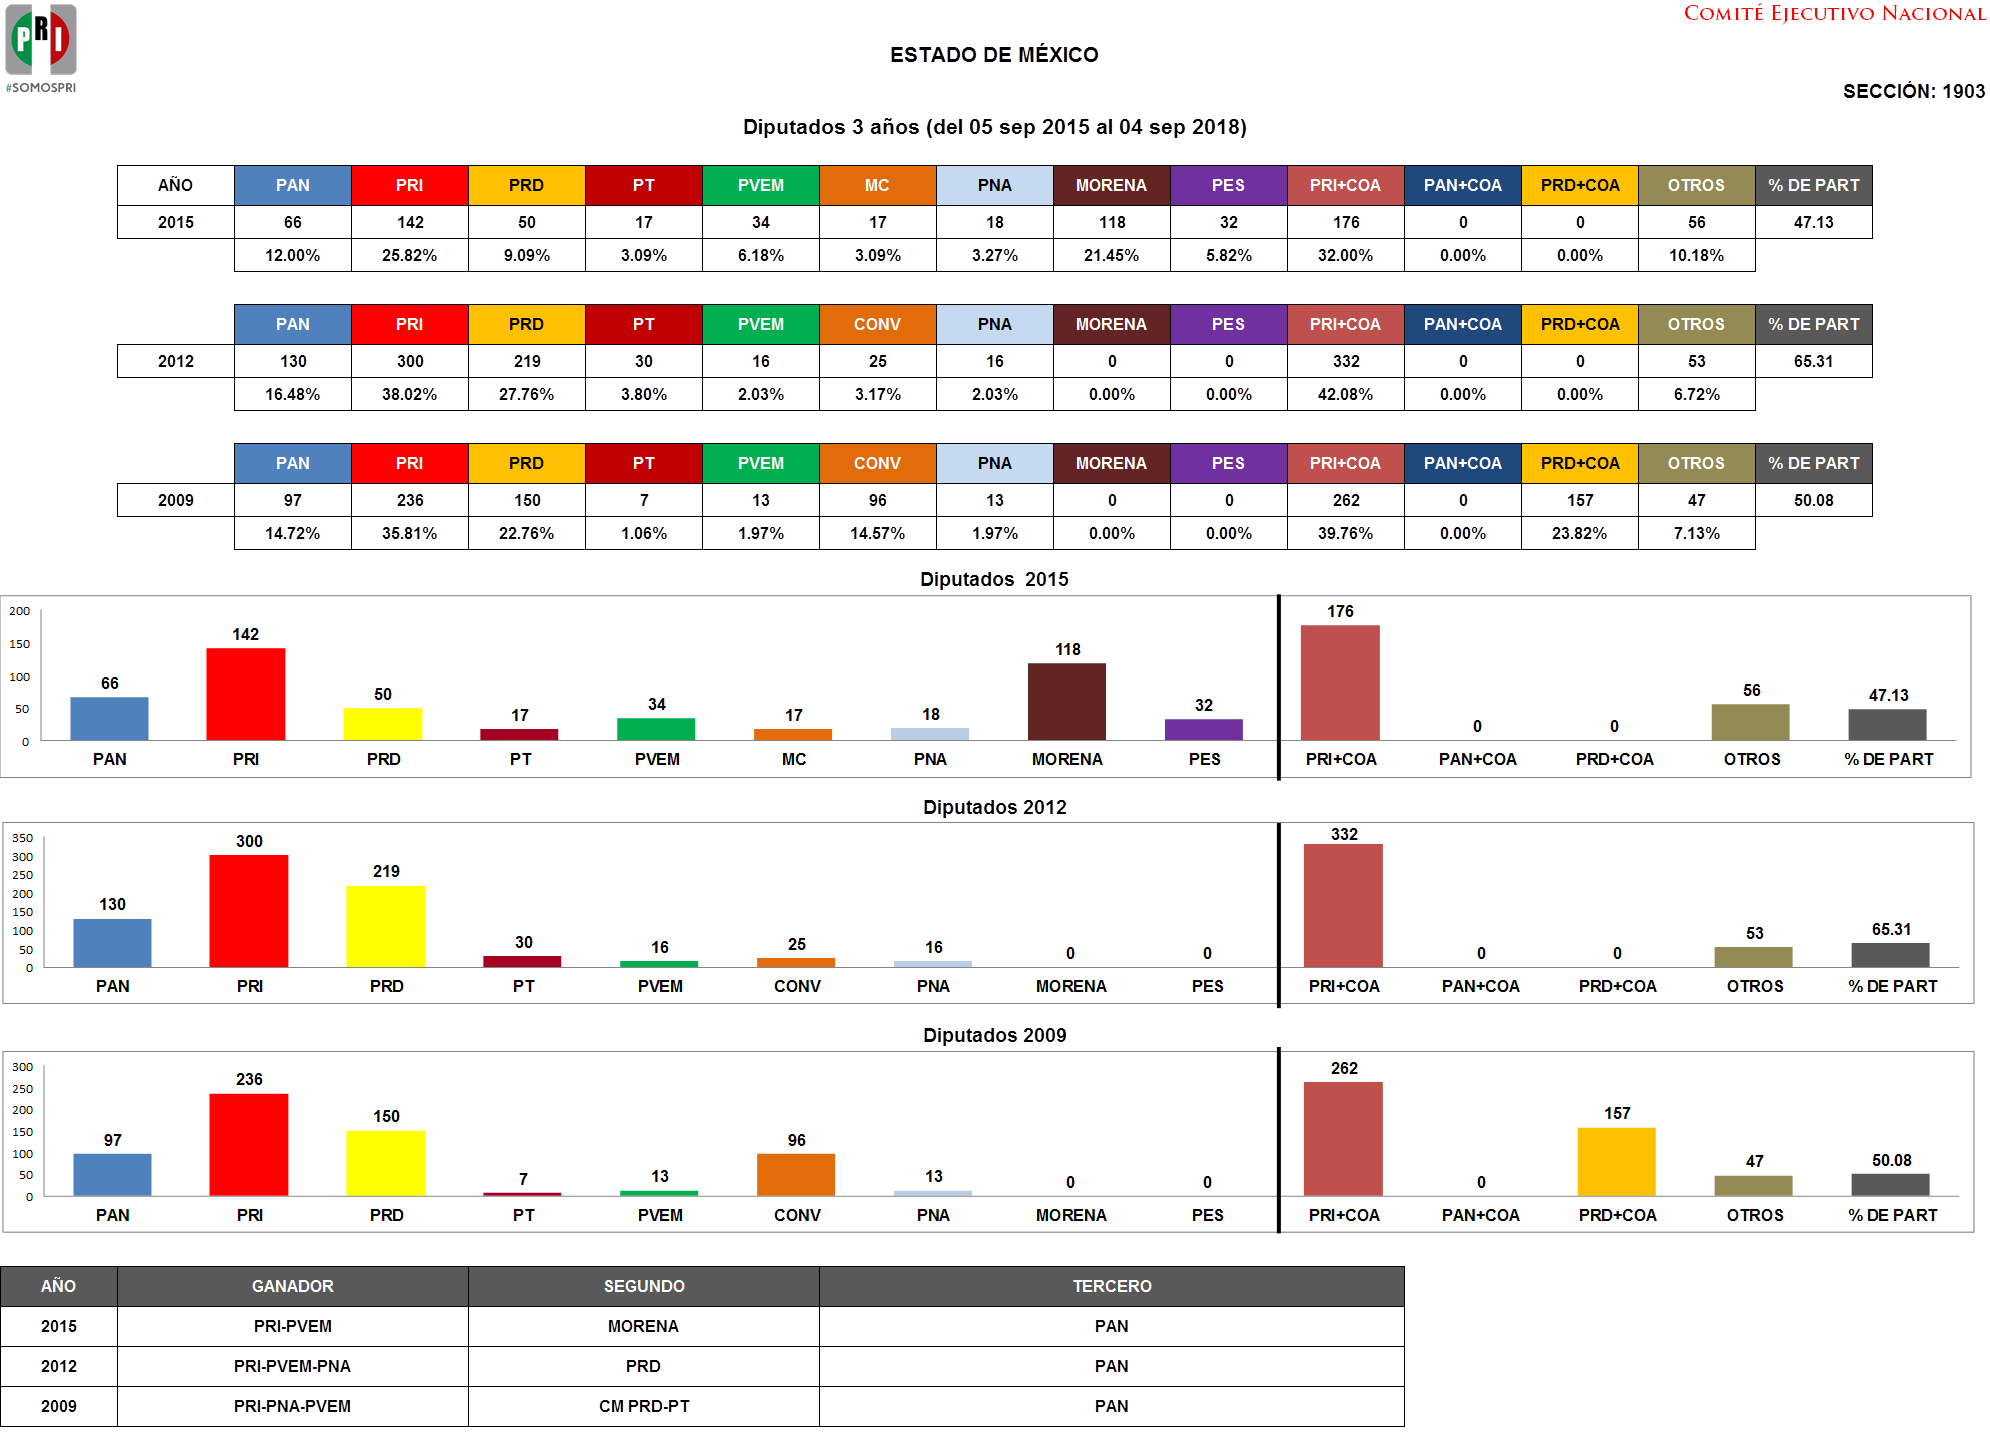 PRI
#SOMOSPRI
COMITÉ EJECUTIVO NACIONAL
ESTADO DE MÉXICO
SECCIÓN: 1903
Diputados 3 años (del 05 sep 2015 al 04 sep 2018)
AÑO PAN PRI PRD PT PVEM MC PNA MORENA PES PRI+COA PAN+COA PRD+COA OTROS % DE PART
2015 66 142 50 17 34 17 18 118 32 176 0 0 56 47.13
12.00% 25.82% 9.09% 3.09% 6.18% 3.09% 3.27% 21.45% 5.82% 32.00% 0.00% 0.00% 10.18%
PAN PRI PRD PT PVEM CONV PNA MORENA PES PRI+COA PAN+COA PRD+COA OTROS % DE PART
2012 130 300 219 30 16 25 16 0 0 332 0 0 53 65.31
16.48% 38.02% 27.76% 3.80% 2.03% 3.17% 2.03% 0.00% 0.00% 42.08% 0.00% 0.00% 6.72%
PAN PRI PRD PT PVEM CONV PNA MORENA PES PRI+COA PAN+COA PRD+COA OTROS % DE PART
2009 97 236 150 7 13 96 13 0 0 262 0 157 47 50.08
14.72% 35.81% 22.76% 1.06% 1.97% 14.57% 1.97% 0.00% 0.00% 39.76% 0.00% 23.82% 7.13%
Diputados 2015
200
150
100
50
0
66 142 50 17 34 17 18 118 32 176 0 0 56 47.13
PAN PRI PRD PT PVEM MC PNA MORENA PES PRI+COA PAN+COA PRD+COA OTROS % DE PART
Diputados 2012
350
300
250
200
150
100
50
0
130 300 219 30 16 25 16 0 0 332 0 0 53 65.31
PAN PRI PRD PT PVEM CONV PNA MORENA PES PRI+COA PAN+COA PRD+COA OTROS % DE PART
Diputados 2009
300
250
200
150
100
50
0
97 236 150 7 13 96 13 0 0 262 0 157 47 50.08
PAN PRI PRD PT PVEM CONV PNA MORENA PES PRI+COA PAN+COA PRD+COA OTROS % DE PART
AÑO GANADOR SEGUNDO TERCERO
2015 PRI-PVEM MORENA PAN
2012 PRI-PVEM-PNA PRD PAN
2009 PRI-PNA-PVEM CM PRD-PT PAN